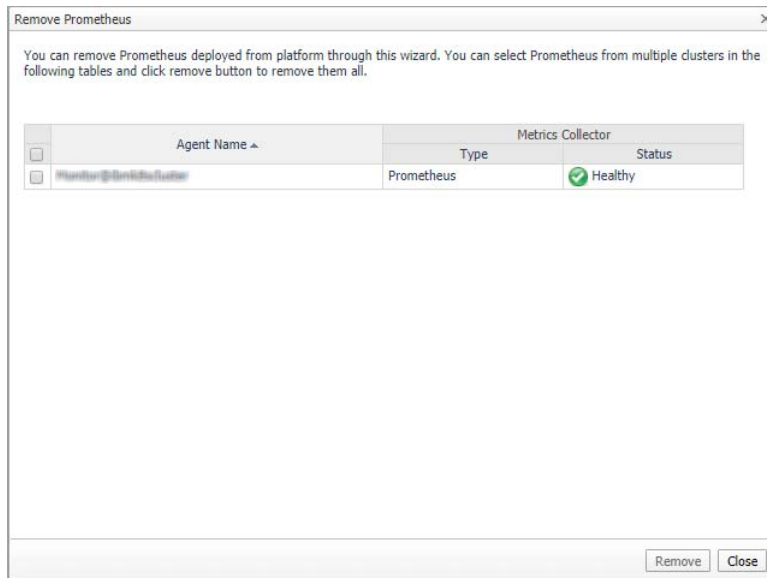 Remove Prometheus
You can remove Prometheus deployed from platform through this wizard. You can select Prometheus from multiple clusters in the
following tables and click remove button to remove them all.
Agent Name
Metrics Collector
Type
Status
Prometheus
Healthy
Remove
Close